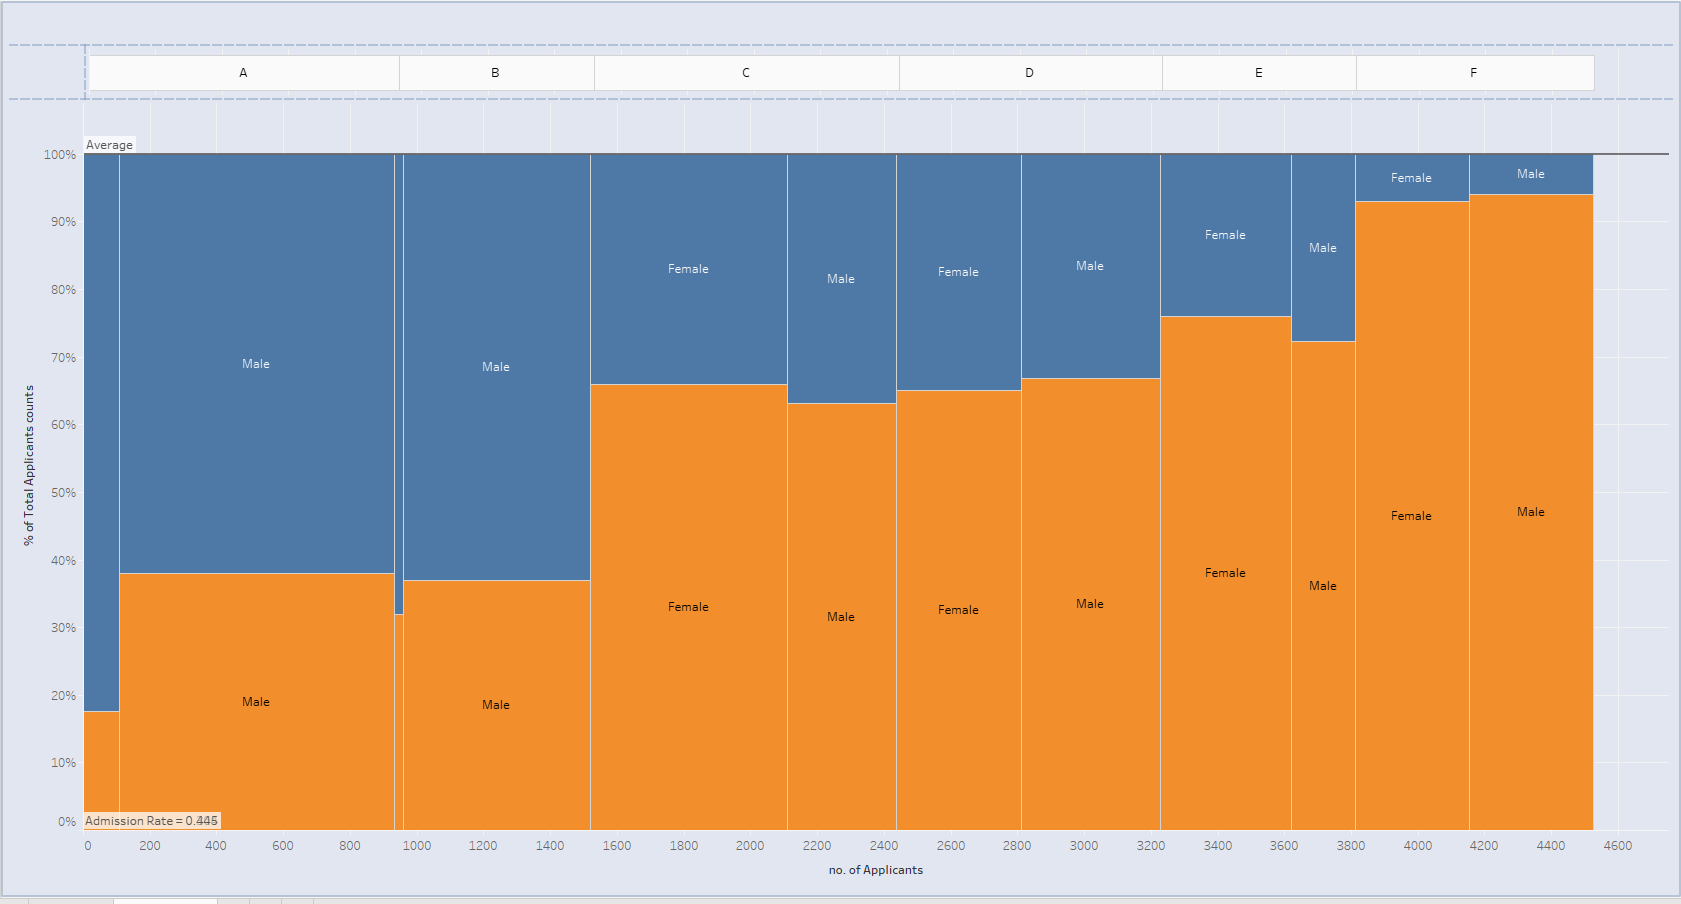 A B C D E F
Average
100%
90%
80%
70%
60%
50%
40%
30%
20%
10%
0%
% of Total Applicants counts
Female Male
Female Male
Female Male
Female Male
Male
Male
Female Male
Female Male
Female Male
Female Male
Male
Male
Admission Rate =
0 200 400 600 800 1000 1200 1400 1600 1800 2000 2200 2400 2600 2800 3000 3200 3400 3600 3800 4000 4200 4400 4600
no. of Applicants